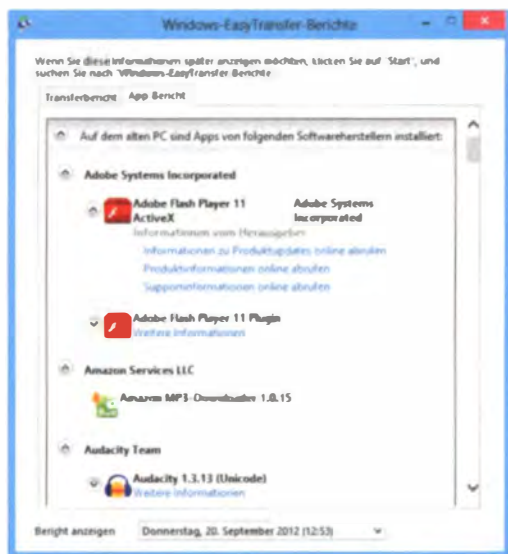 Windows-EasyTransfer-Berichte
Wenn Sie diese Informationen später anzeigen möchten, klicken Sie auf "Start", und
suchen Sie nach "Windows-EasyTransfer-Berichte
Transferbericht App Bericht
Auf dem alten PC sind Apps von folgenden Softwareherstellern installiert:
Adobe Systems Incorporated
Adobe Flash Player 11 Adobe Systems
ActiveX Incorporated
Informationen vom Herausgeber
Informationen zu Produktupdates online abrufen
Produktinformationen online abrufen
Supportinformationen online abrufen
Adobe Flash Player 11 Plugin
Weitere Informationen
Amazon Services LLC
Amazon MP3-Downloader 1.0.15
Audacity Team
Audacity 1.3.13 (Unicode)
Weitere Informationen
Bericht anzeigen Donnerstag, 20. September 2012 (12:53)